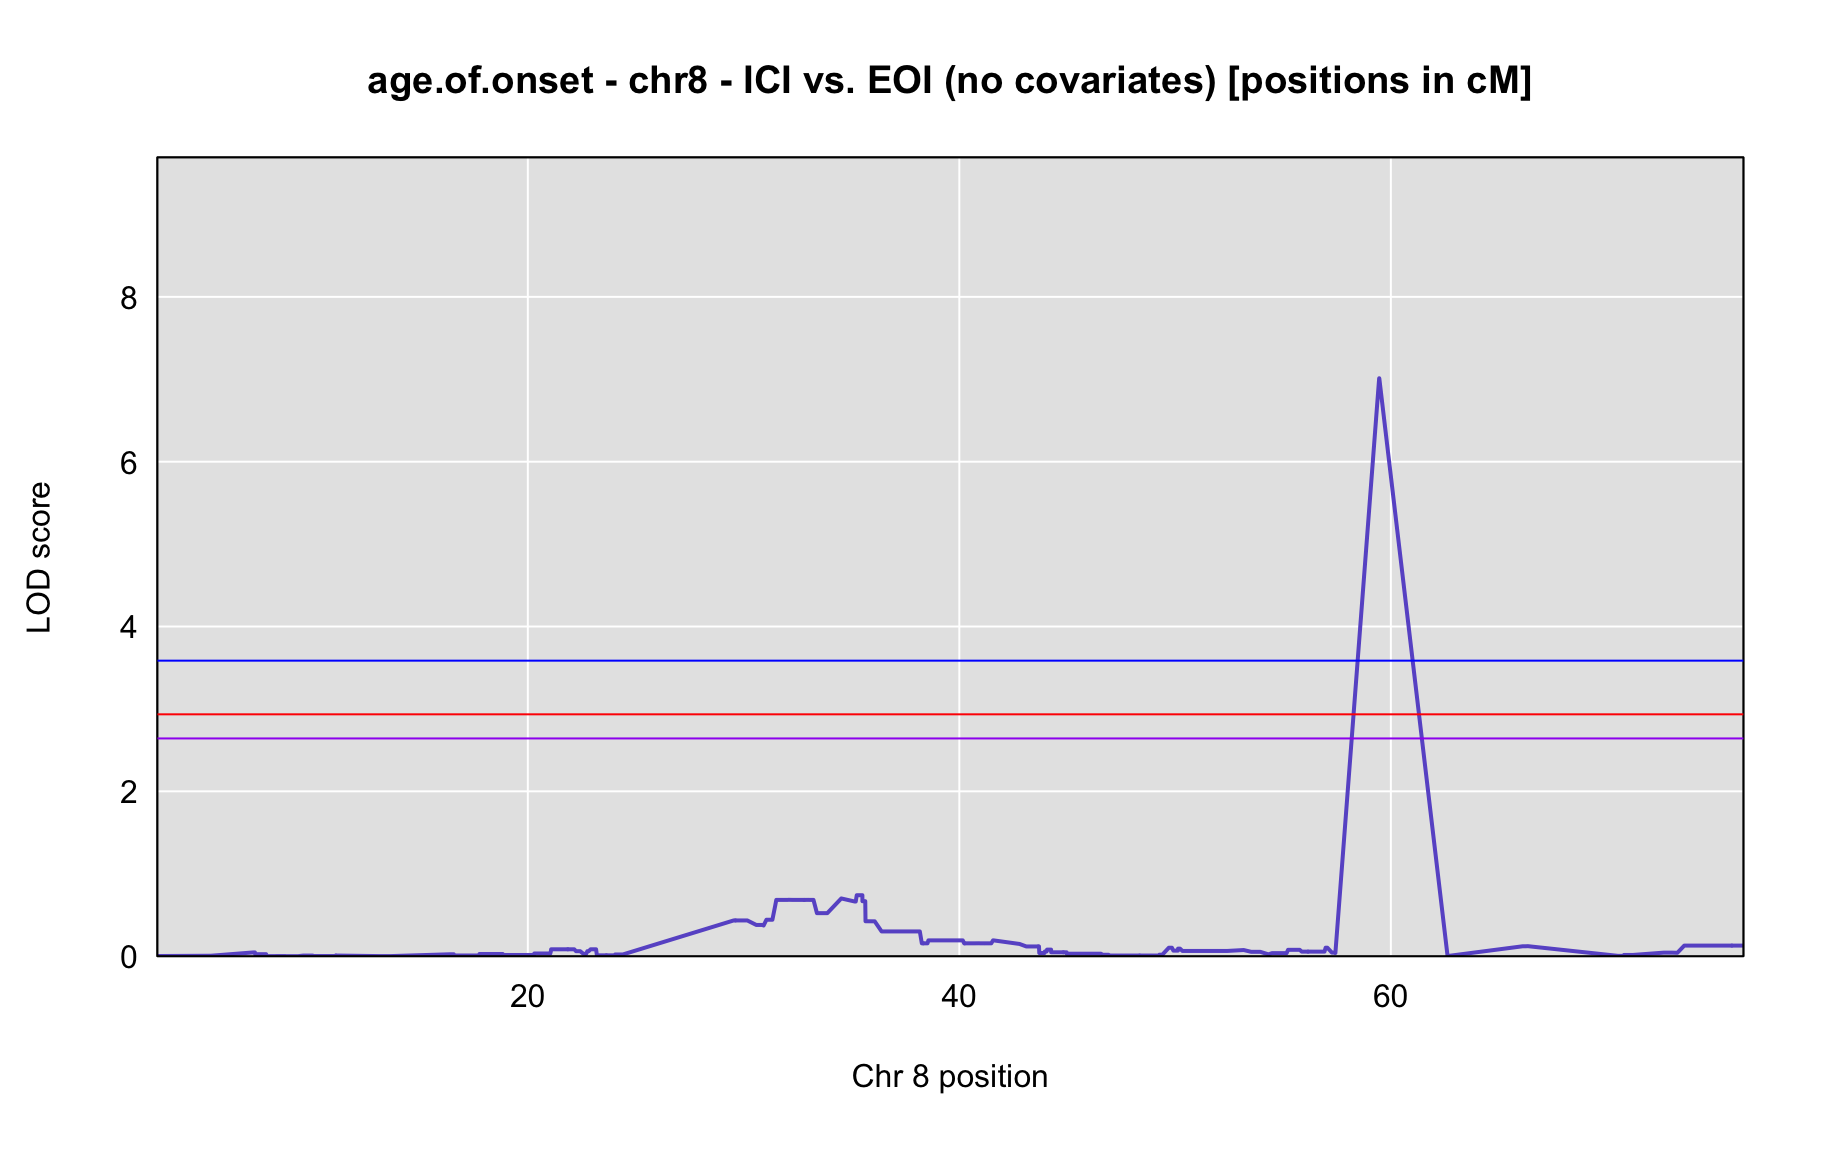 age.of.onset - chr8 - ICI vs. EOI (no covariates) [positions in cM]
8
6
4
2
0
LOD score
20 40 60
Chr 8 position